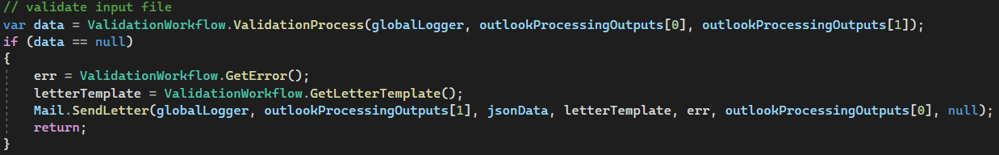 // validate input file
var data = ValidationWorkflow.ValidationProcess(globalLogger, outlookProcessingOutputs[0], outlookProcessingOutputs[1]);
if (data == null)
{
    err = ValidationWorkflow.GetError();
    letterTemplate = ValidationWorkflow.GetLetterTemplate();
    Mail.SendLetter(globalLogger, outlookProcessingOutputs[1], jsonData, letterTemplate, err, outlookProcessingOutputs[0], null);
    return;
}